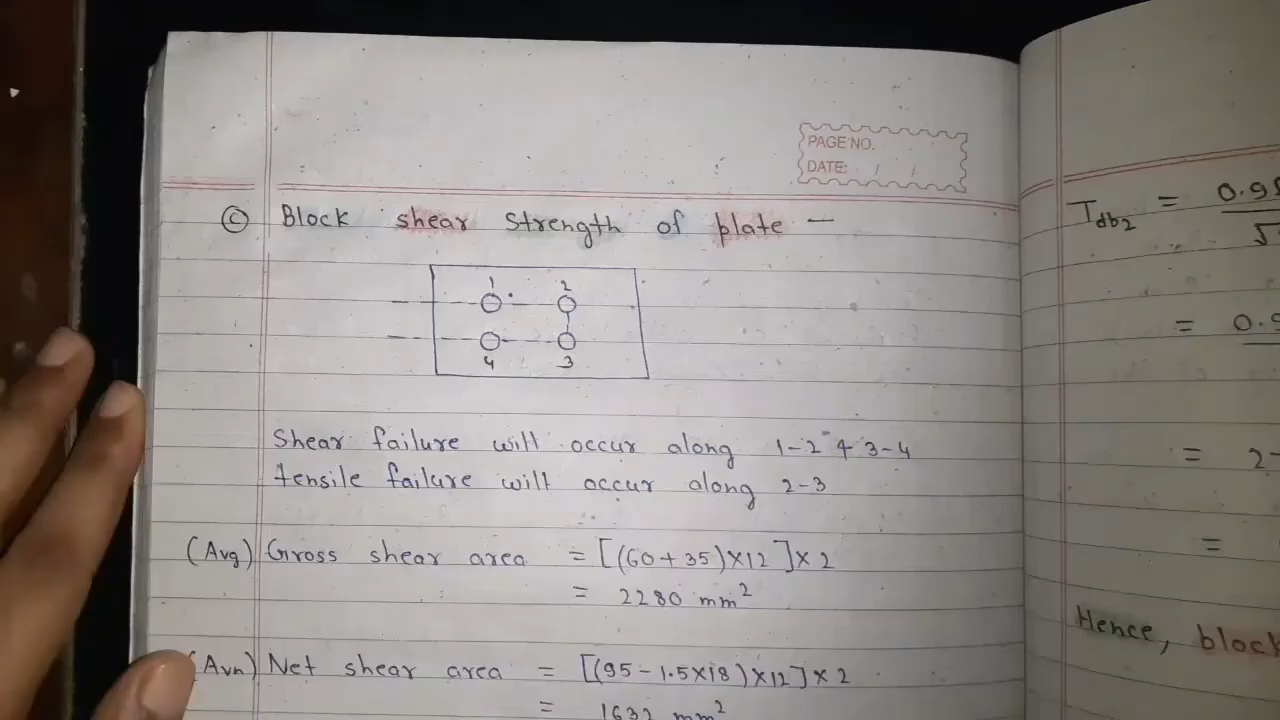 PAGE NO.
DATE: / /
(c) Block shear strength of plate —
1 2
4 3
Shear failure will occur along 1-2 & 3-4
tensile failure will occur along 2-3
(Avg) Gross shear area = [(60+35)×12]×2
= 2280 mm²
(Avn) Net shear area = [(95-1.5×18)×12]×2
= 1632 mm²
Tdb2 = 0.9
= 0.9
= 2
=
Hence, block